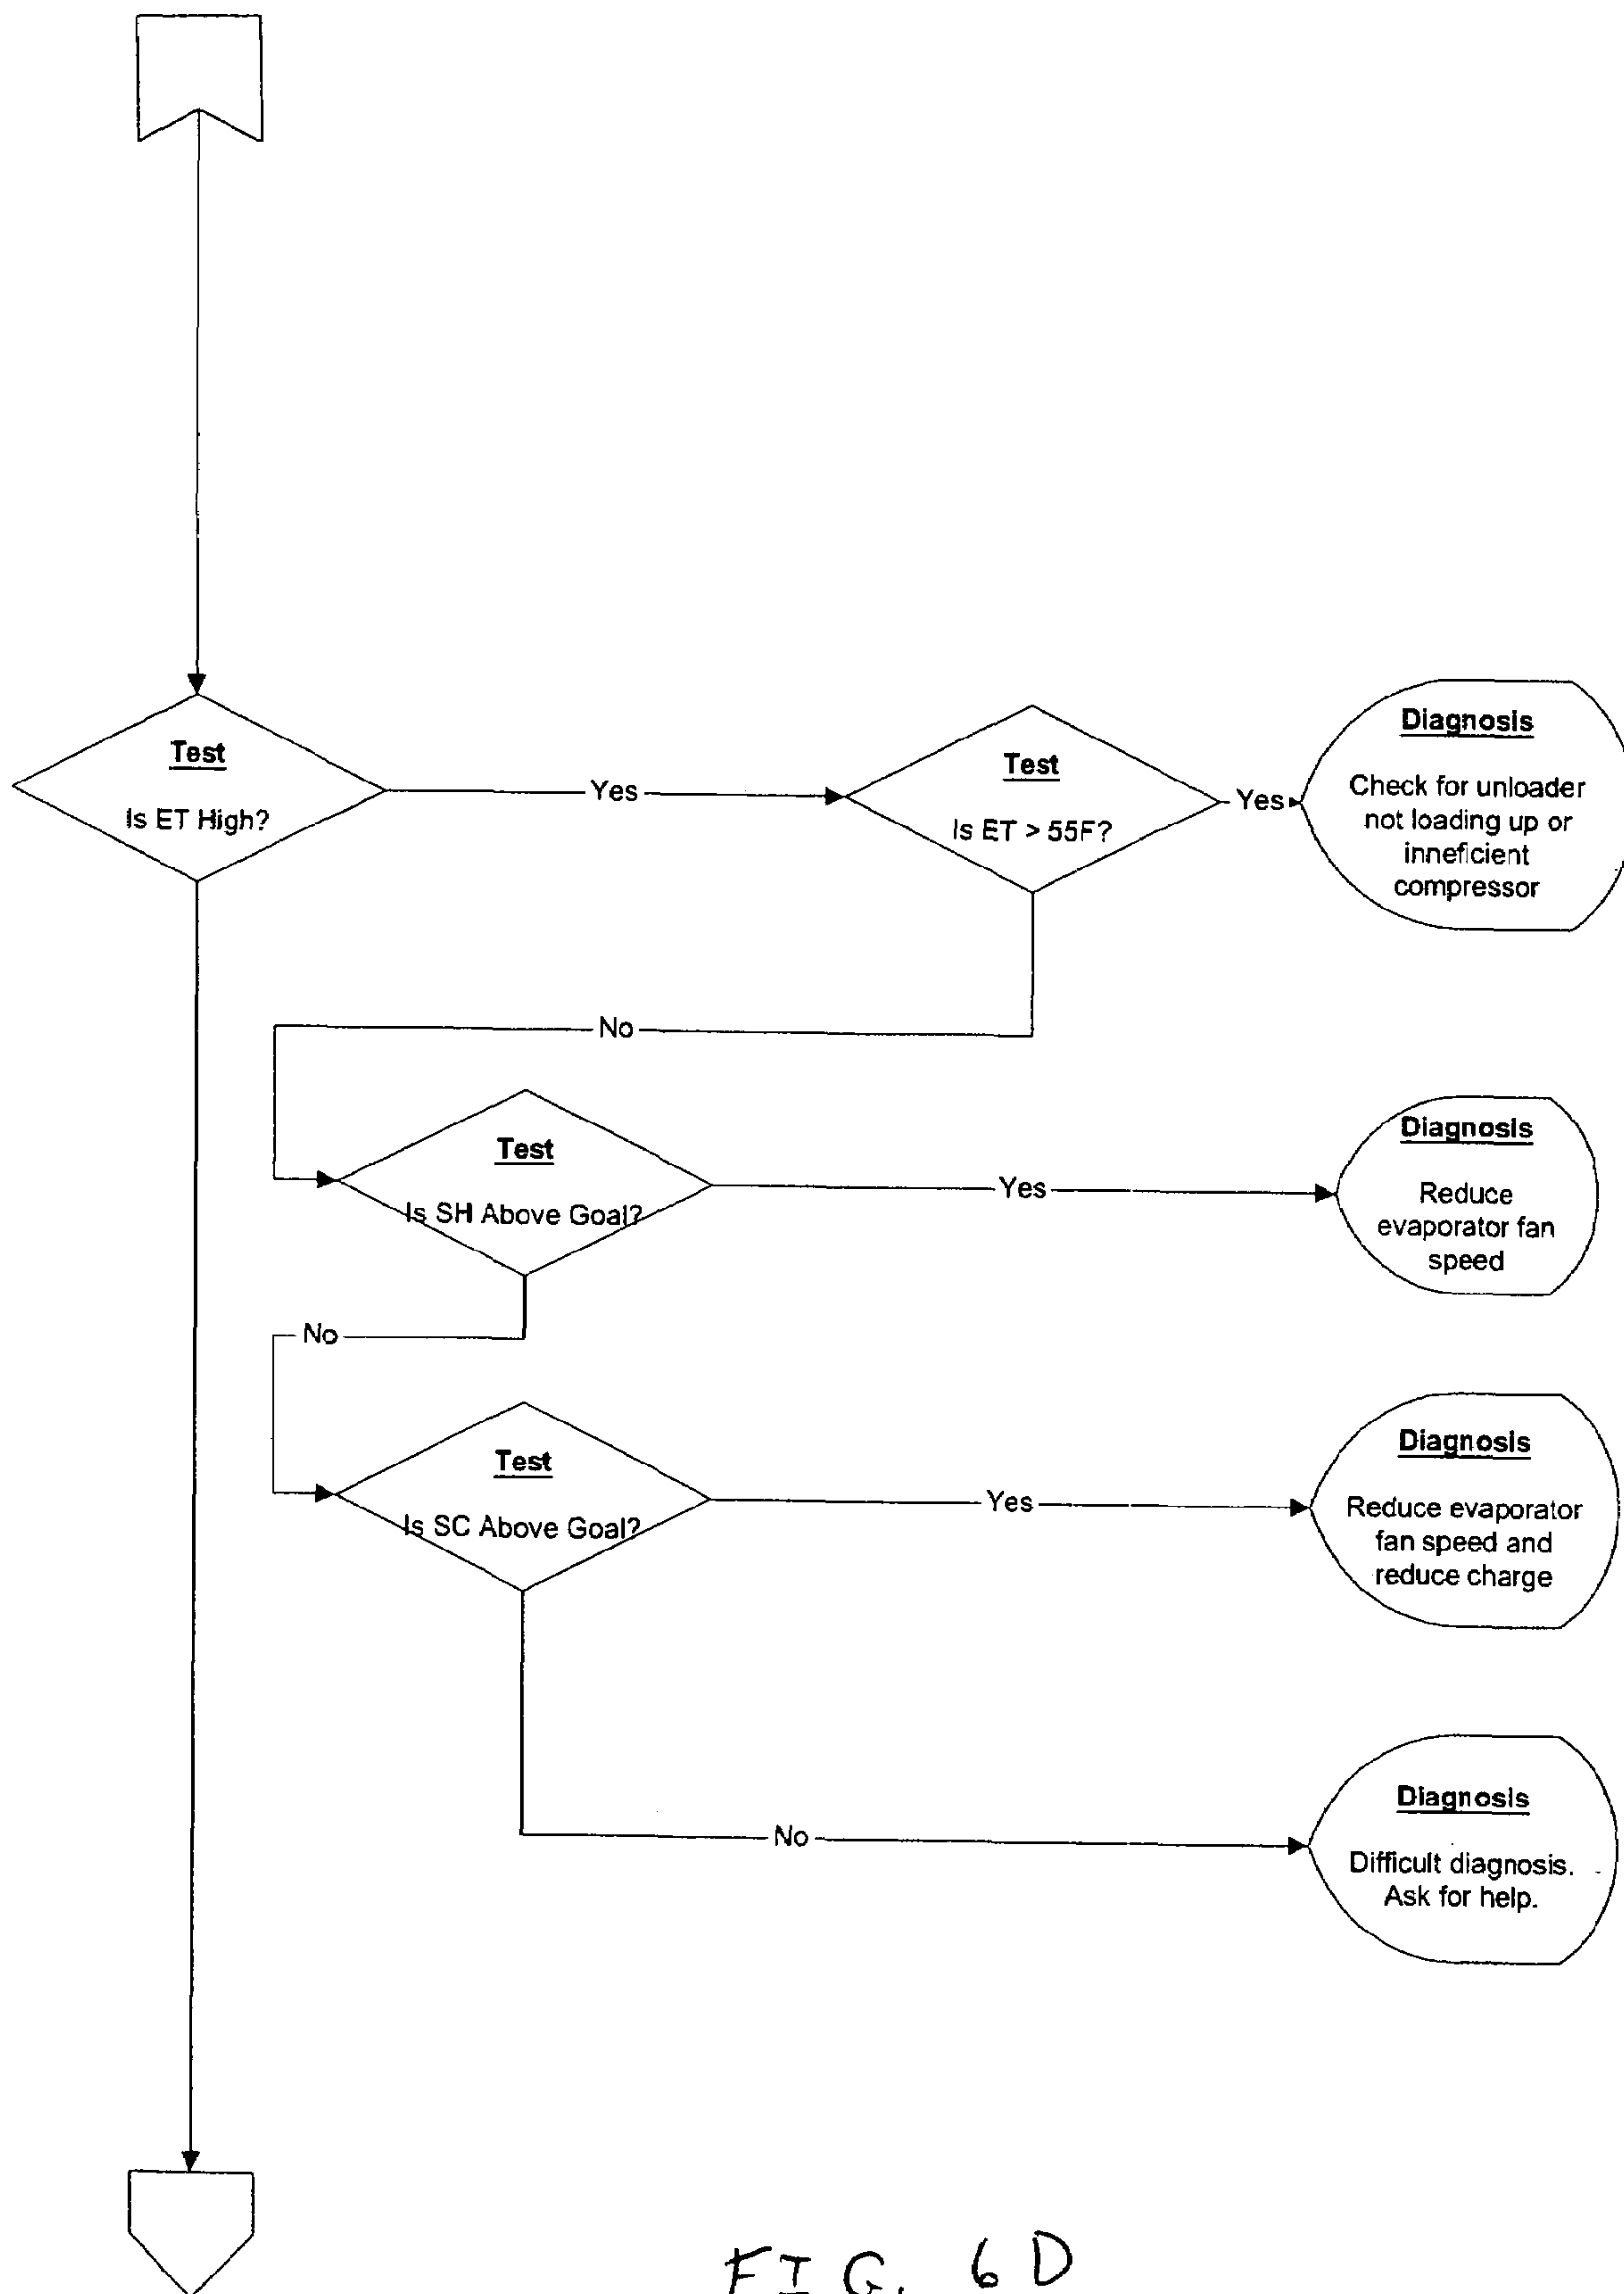 Test
Is ET High?
Yes
Test
Is ET > 55F?
Yes
Diagnosis
Check for unloader
not loading up or
inneficient
compressor
No
Test
Is SH Above Goal?
Yes
Diagnosis
Reduce
evaporator fan
speed
No
Test
Is SC Above Goal?
Yes
Diagnosis
Reduce evaporator
fan speed and
reduce charge
No
Diagnosis
Difficult diagnosis.
Ask for help.
FIG. 6D